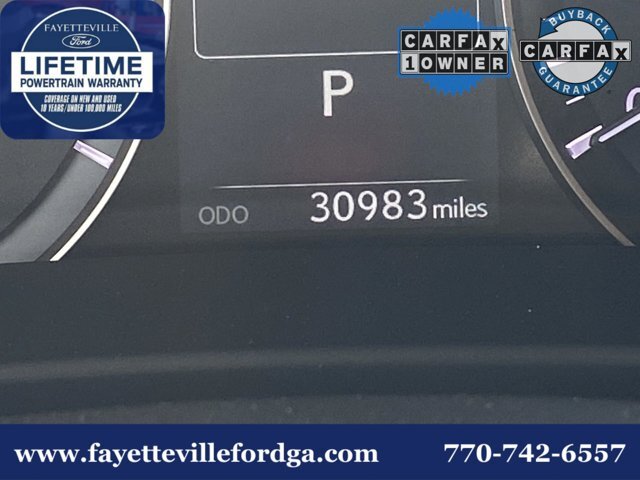 FAYETTEVILLE
Ford
LIFETIME
POWERTRAIN WARRANTY
COVERAGE ON NEW AND USED
10 YEARS/UNDER 100,000 MILES
CARFAX
1 OWNER
BUYBACK
CARFAX
GUARANTEE
P
ODO 30983 miles
www.fayettevillefordga.com 770-742-6557